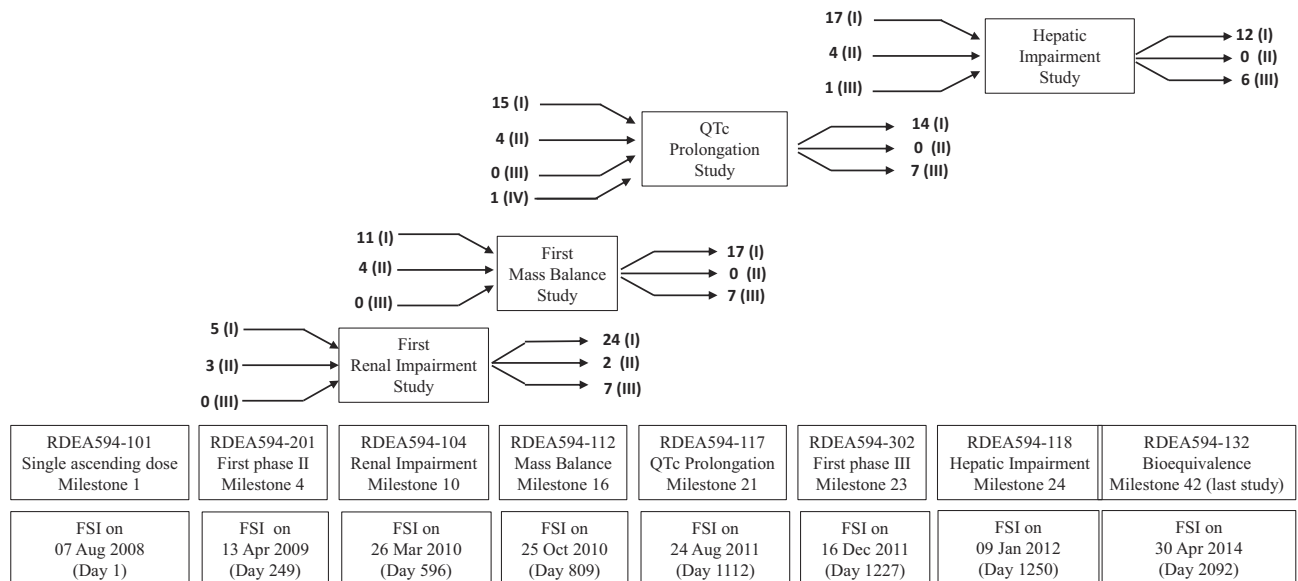 17 (I)
4 (II)
1 (III)
Hepatic
Impairment
Study
12 (I)
0 (II)
6 (III)
15 (I)
4 (II)
0 (III)
1 (IV)
QTc
Prolongation
Study
14 (I)
0 (II)
7 (III)
11 (I)
4 (II)
0 (III)
First
Mass Balance
Study
17 (I)
0 (II)
7 (III)
5 (I)
3 (II)
0 (III)
First
Renal Impairment
Study
24 (I)
2 (II)
7 (III)
RDEA594-101
Single ascending dose
Milestone 1
RDEA594-201
First phase II
Milestone 4
RDEA594-104
Renal Impairment
Milestone 10
RDEA594-112
Mass Balance
Milestone 16
RDEA594-117
QTc Prolongation
Milestone 21
RDEA594-302
First phase III
Milestone 23
RDEA594-118
Hepatic Impairment
Milestone 24
RDEA594-132
Bioequivalence
Milestone 42 (last study)
FSI on
07 Aug 2008
(Day 1)
FSI on
13 Apr 2009
(Day 249)
FSI on
26 Mar 2010
(Day 596)
FSI on
25 Oct 2010
(Day 809)
FSI on
24 Aug 2011
(Day 1112)
FSI on
16 Dec 2011
(Day 1227)
FSI on
09 Jan 2012
(Day 1250)
FSI on
30 Apr 2014
(Day 2092)